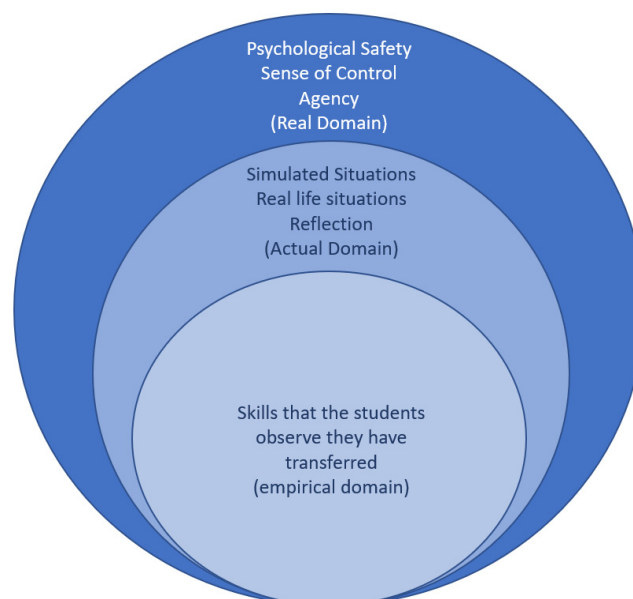 Psychological Safety
Sense of Control
Agency
(Real Domain)
Simulated Situations
Real life situations
Reflection
(Actual Domain)
Skills that the students
observe they have
transferred
(empirical domain)